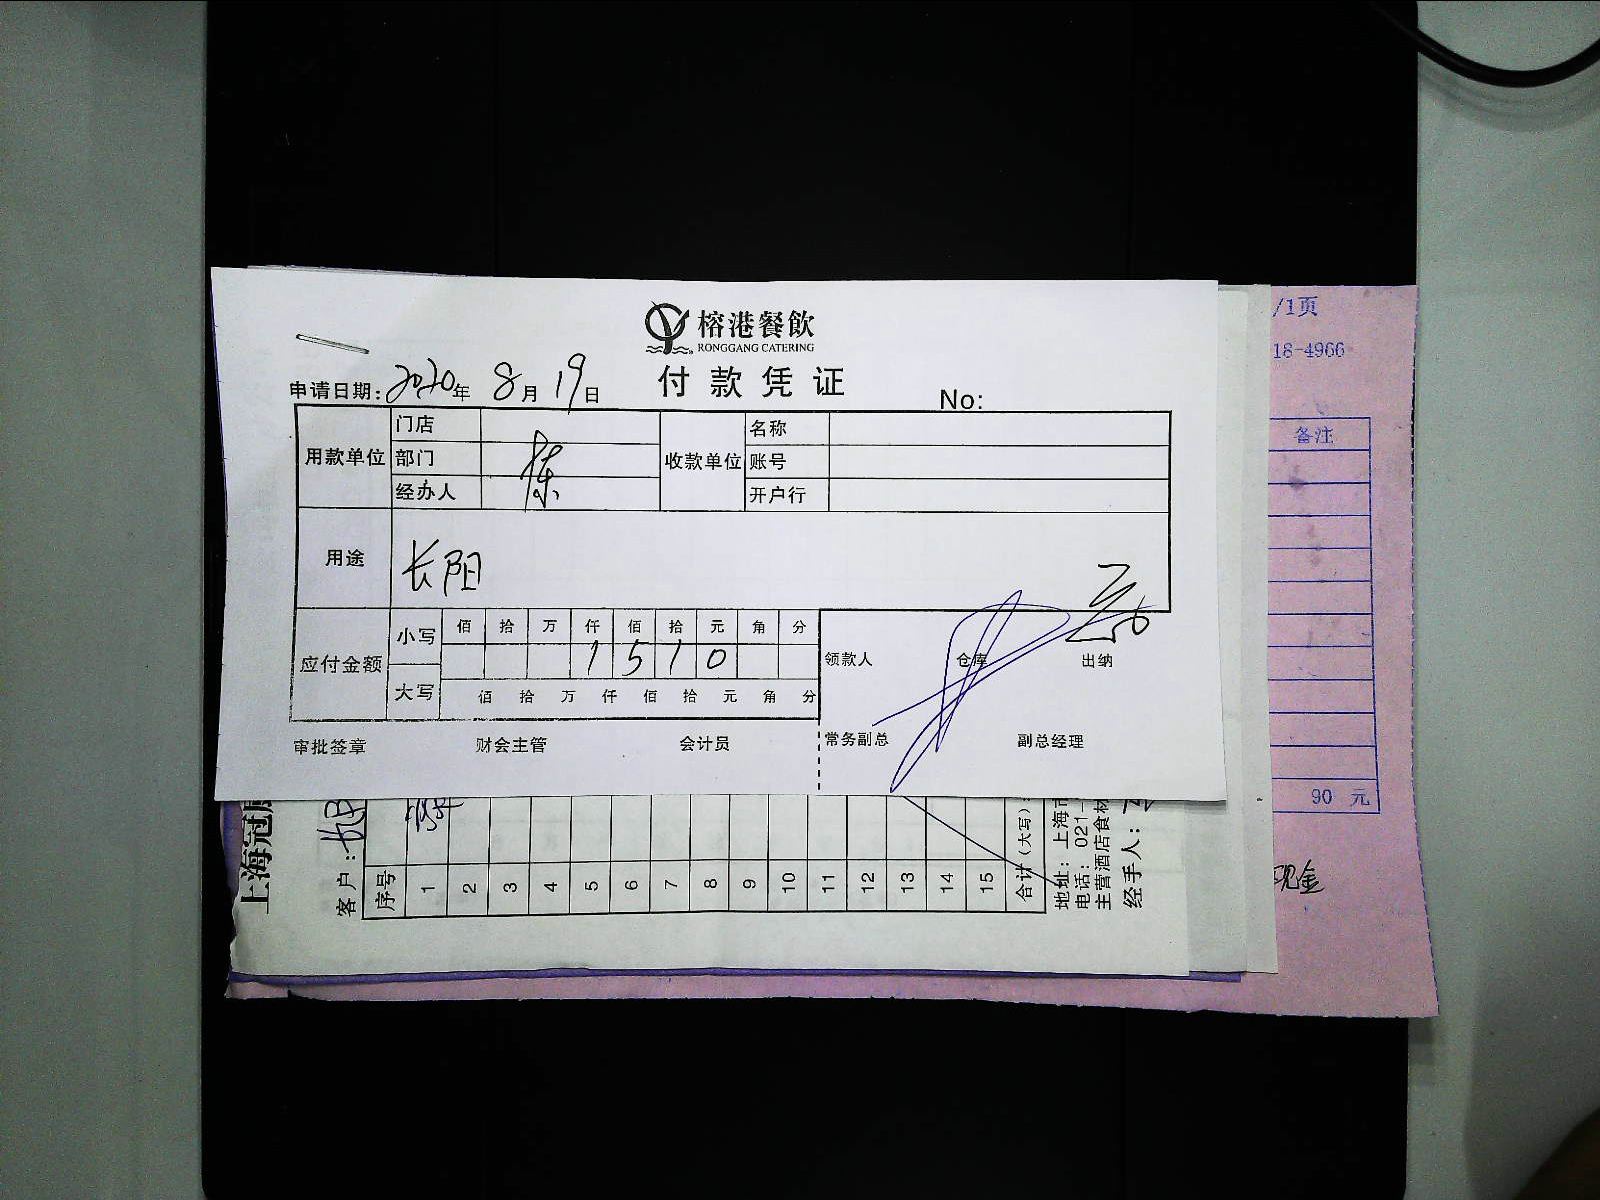 榕港餐飲
RONGGANG CATERING
付款凭证
申请日期: 2020年 8月 19日
No:
用款单位 门店 收款单位 名称
部门 陈 账号
经办人 开户行
用途 长阳
应付金额 小写 佰 拾 万 仟 佰 拾 元 角 分
1 5 1 0
大写 佰 拾 万 仟 佰 拾 元 角 分
领款人 仓库 出纳
审批签章 财会主管 会计员 常务副总 副总经理
/1页
18-4966
备注
90 元
现金
上海冠
客户:
序号 1 2 3 4 5 6 7 8 9 10 11 12 13 14 15 合计(大写):
地址: 上海市
电话: 021-
主营酒店食材
经手人: